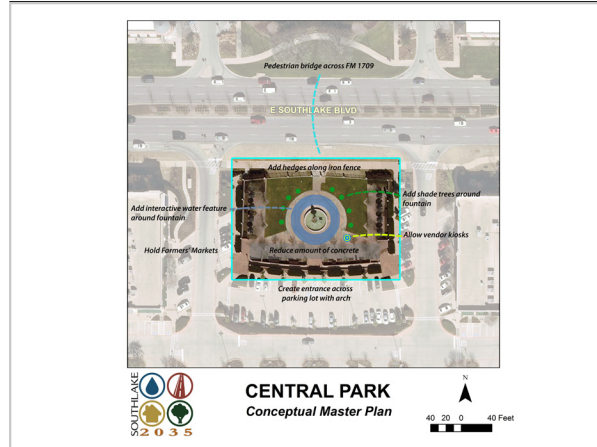 Pedestrian bridge across FM 1709
E SOUTHLAKE BLVD
Add hedges along iron fence
Add interactive water feature
around fountain
Add shade trees around
fountain
Allow vendor kiosks
Hold Farmers' Markets
Reduce amount of concrete
Create entrance across
parking lot with arch
SOUTHLAKE
2035
CENTRAL PARK
Conceptual Master Plan
N
40 20 0 40 Feet